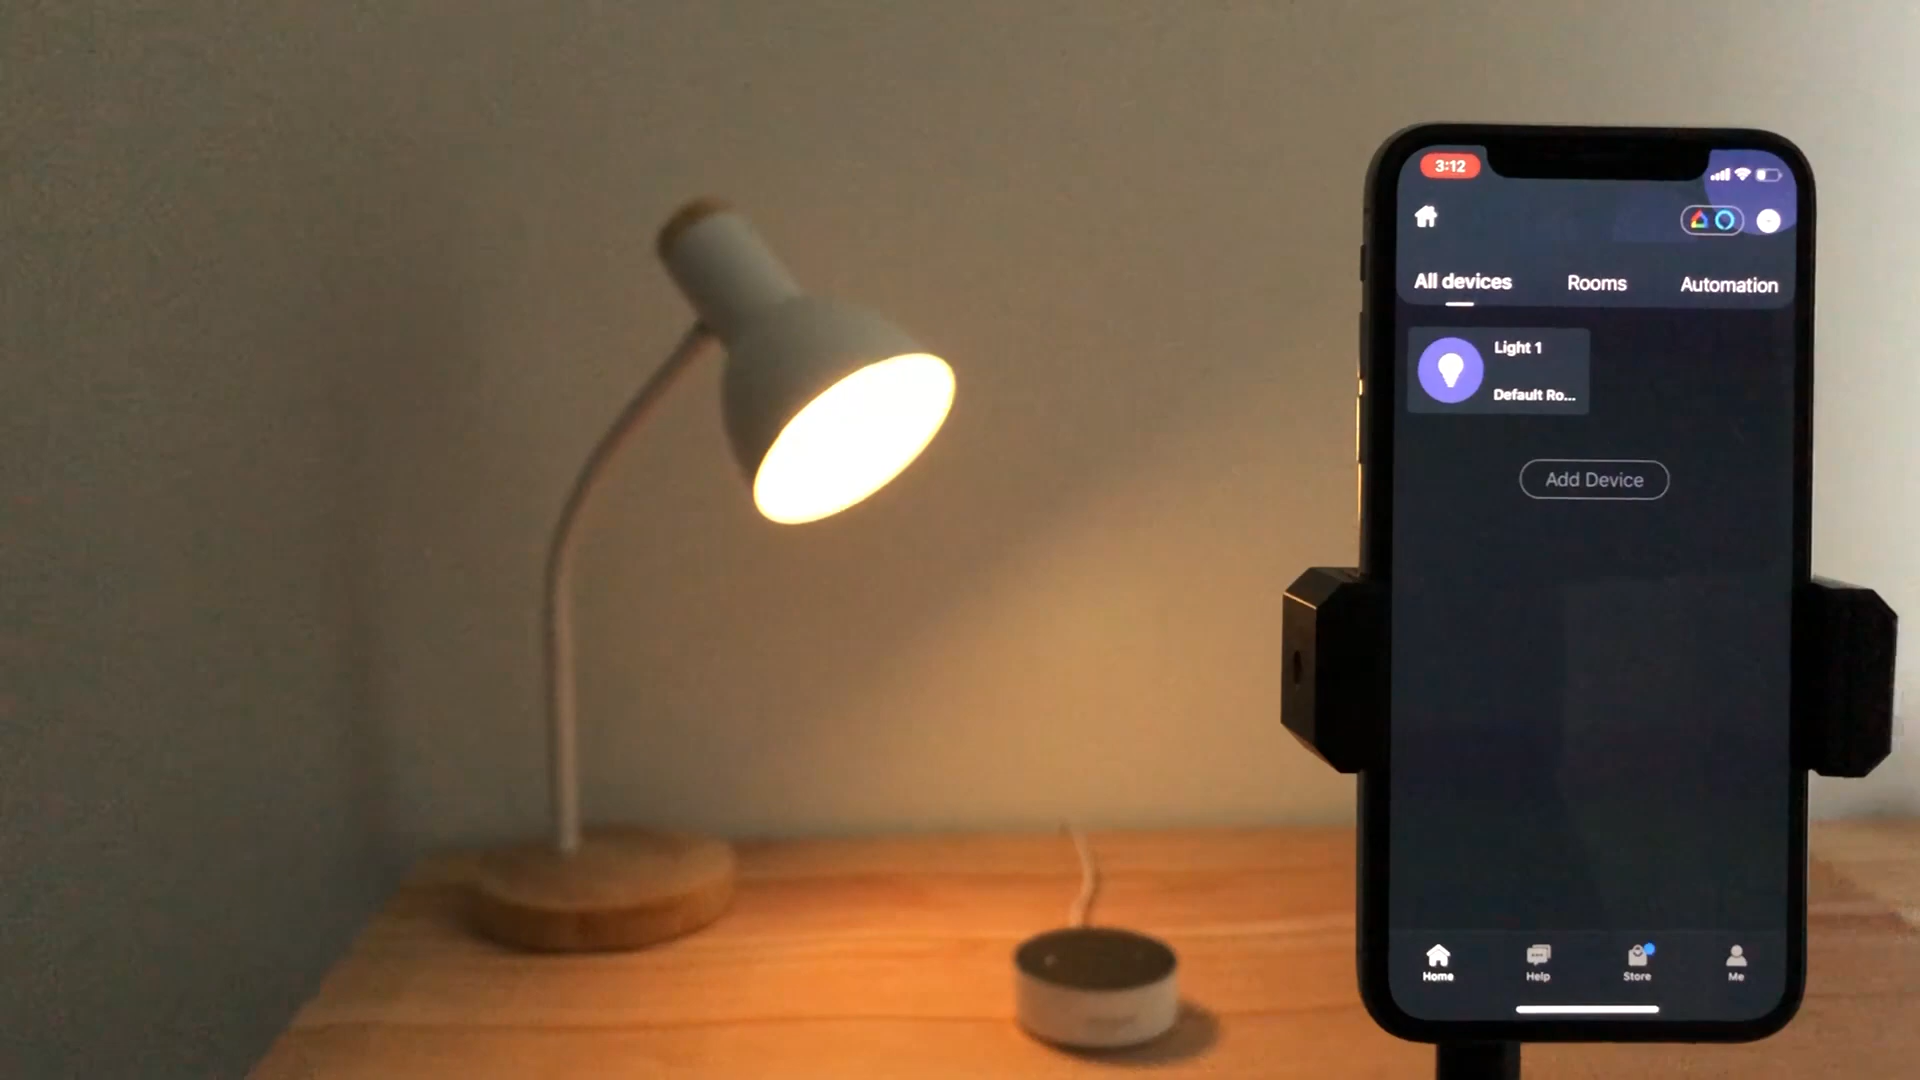 3:12
All devices
Rooms
Automation
Light 1
Default Ro...
Add Device
Home
Help
Store
Me